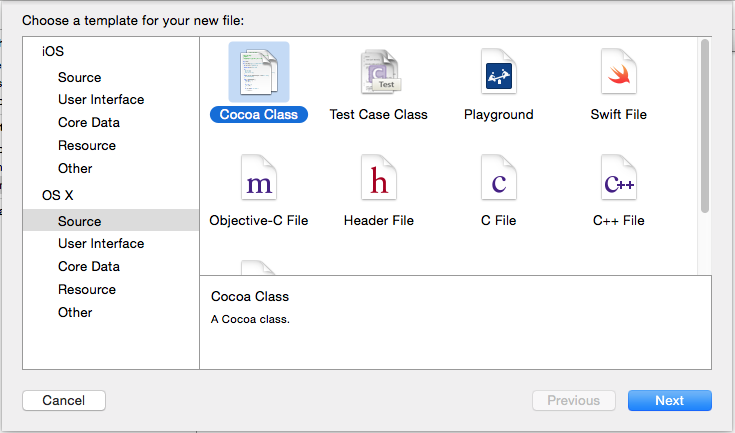 Choose a template for your new file:
iOS
Source
User Interface
Core Data
Resource
Other
OS X
Source
User Interface
Core Data
Resource
Other
Cocoa Class
Test
Test Case Class
Playground
Swift File
m
h
c
C++
Objective-C File
Header File
C File
C++ File
Cocoa Class
A Cocoa class.
Cancel
Previous
Next